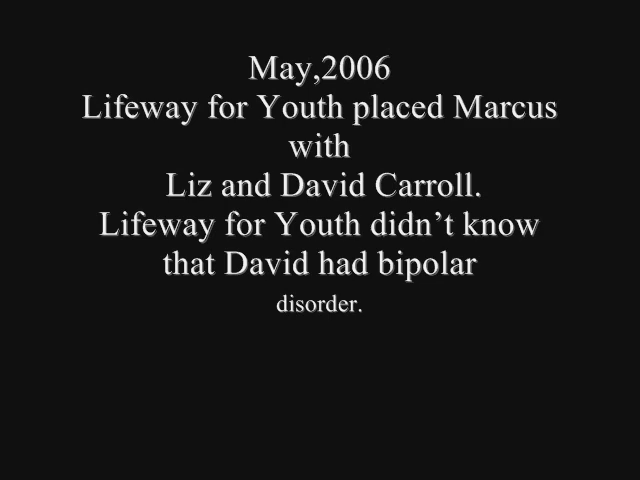 May,2006
Lifeway for Youth placed Marcus
with
Liz and David Carroll.
Lifeway for Youth didn’t know
that David had bipolar
disorder.